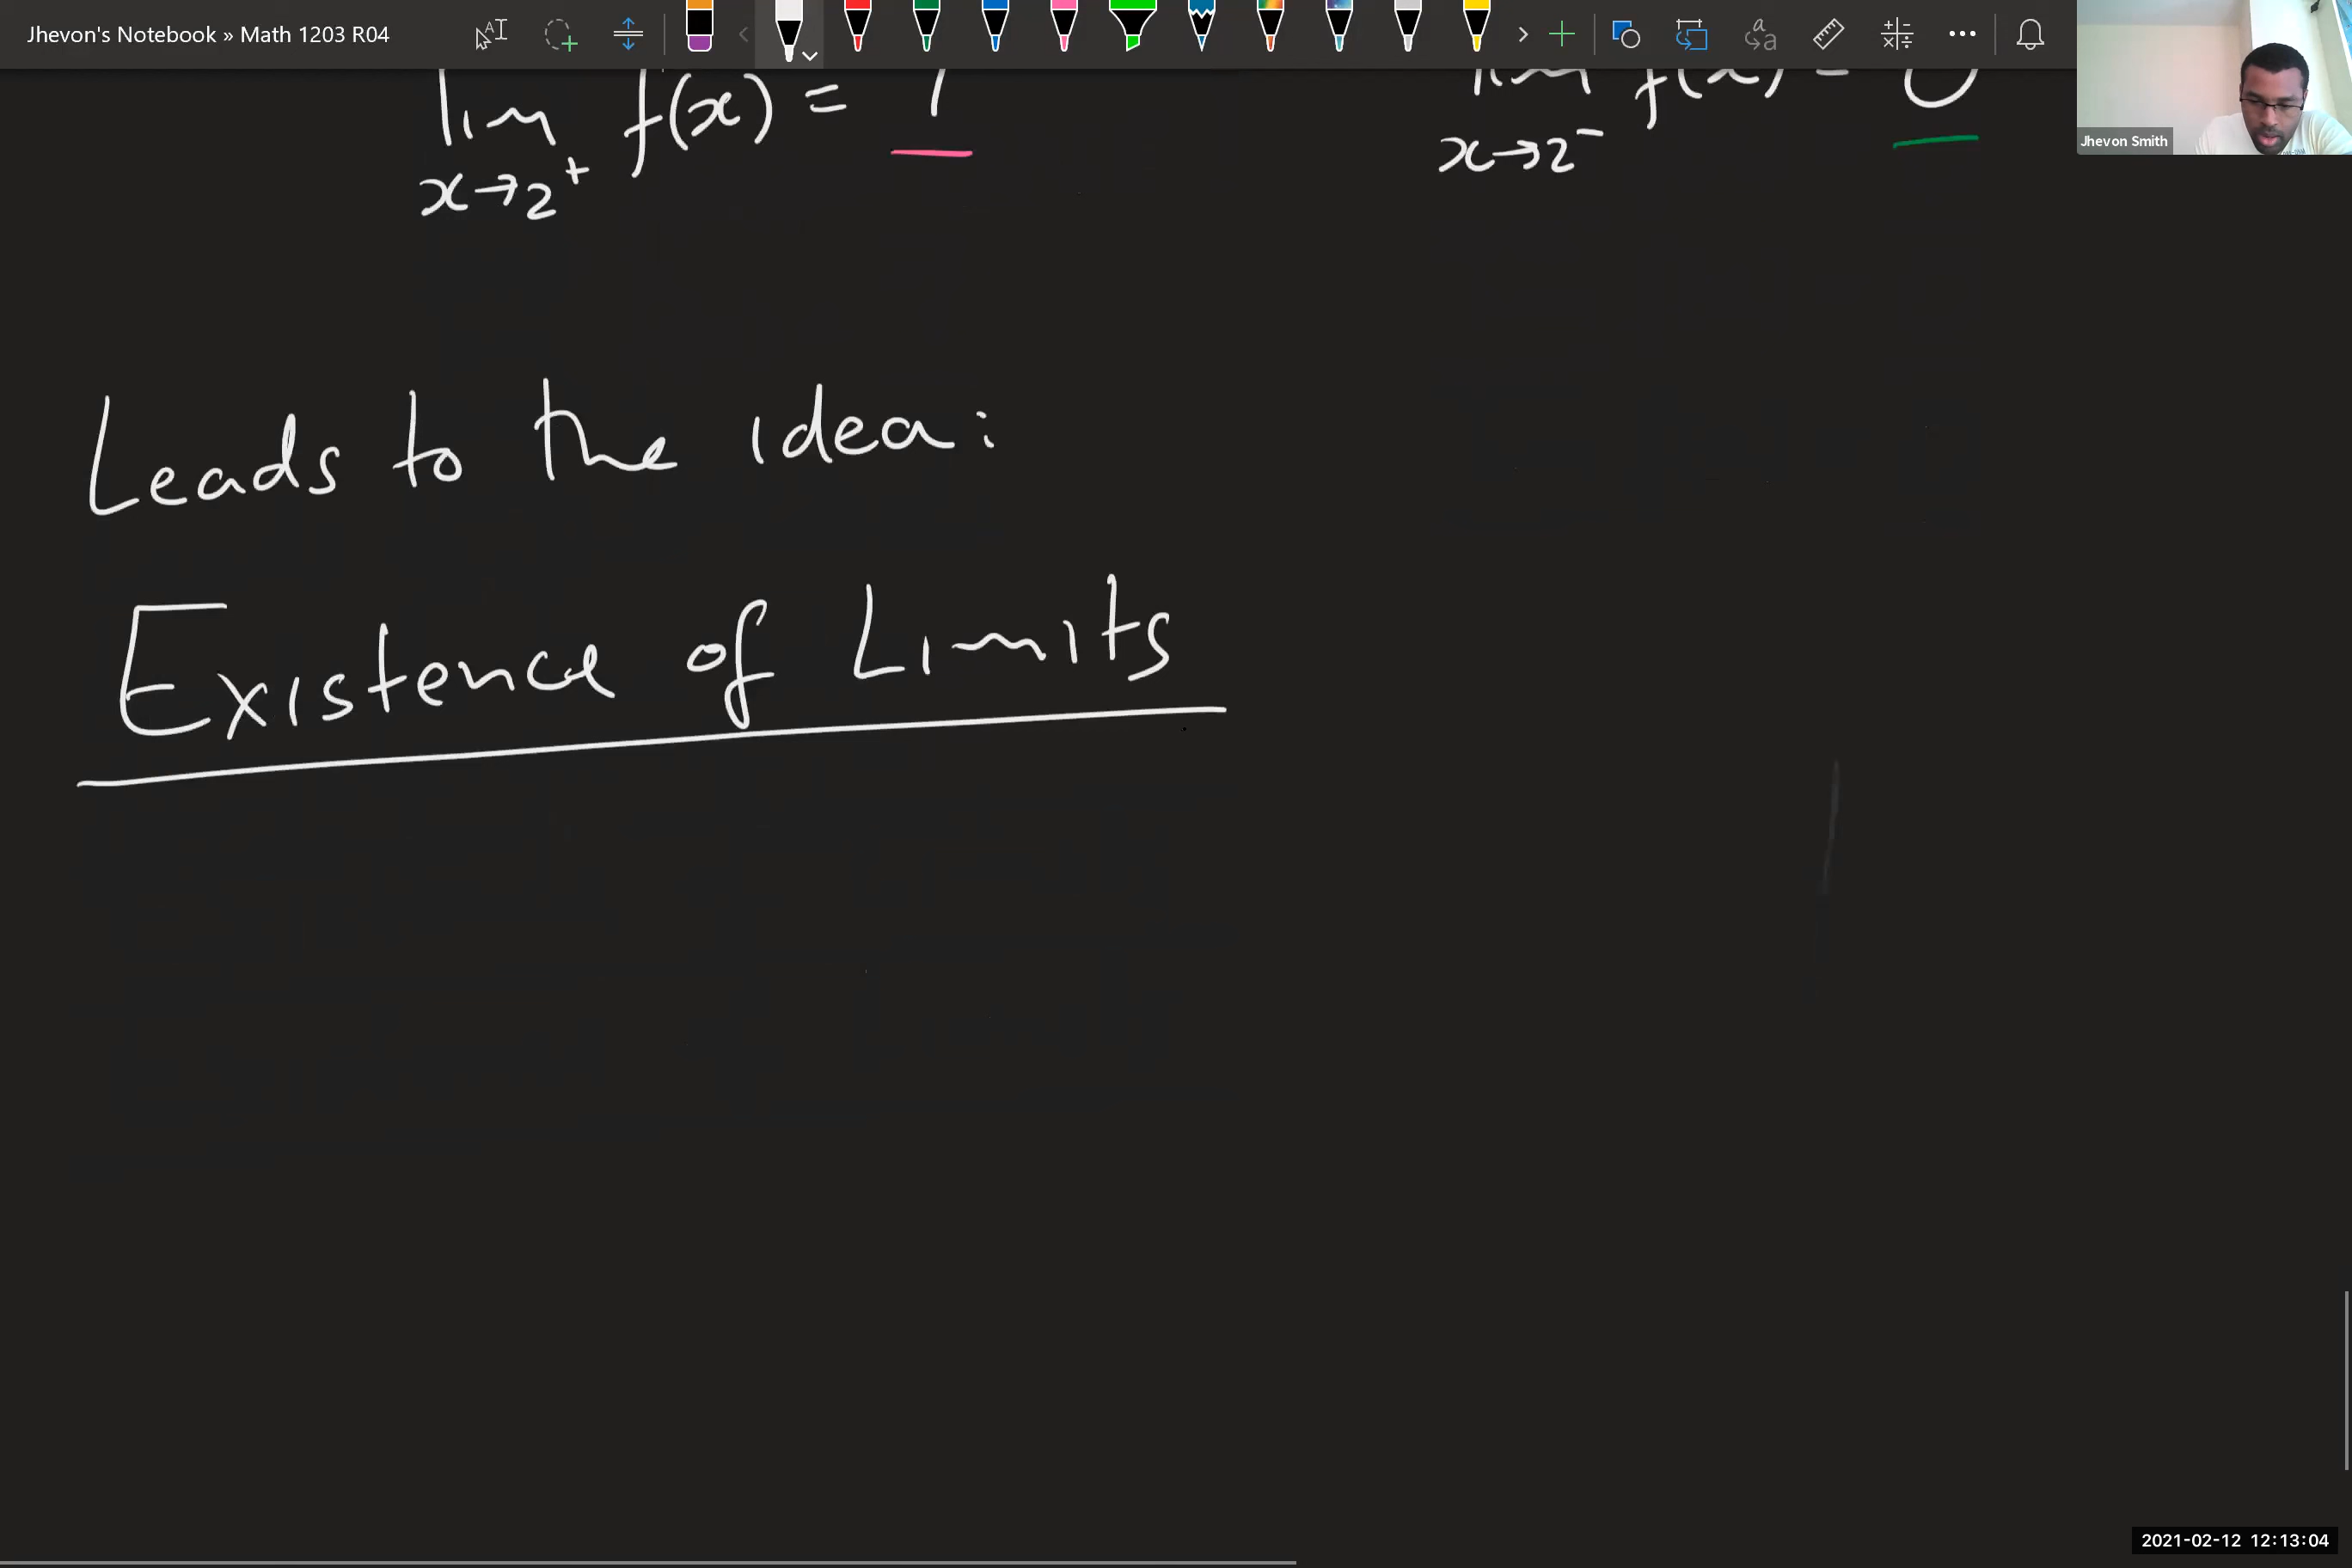 Jhevon's Notebook » Math 1203 R04
Jhevon Smith
lim f(x) = 1
x→2⁺
lim f(x) = 0
x→2⁻
Leads to the idea:
Existence of Limits
2021-02-12 12:13:04